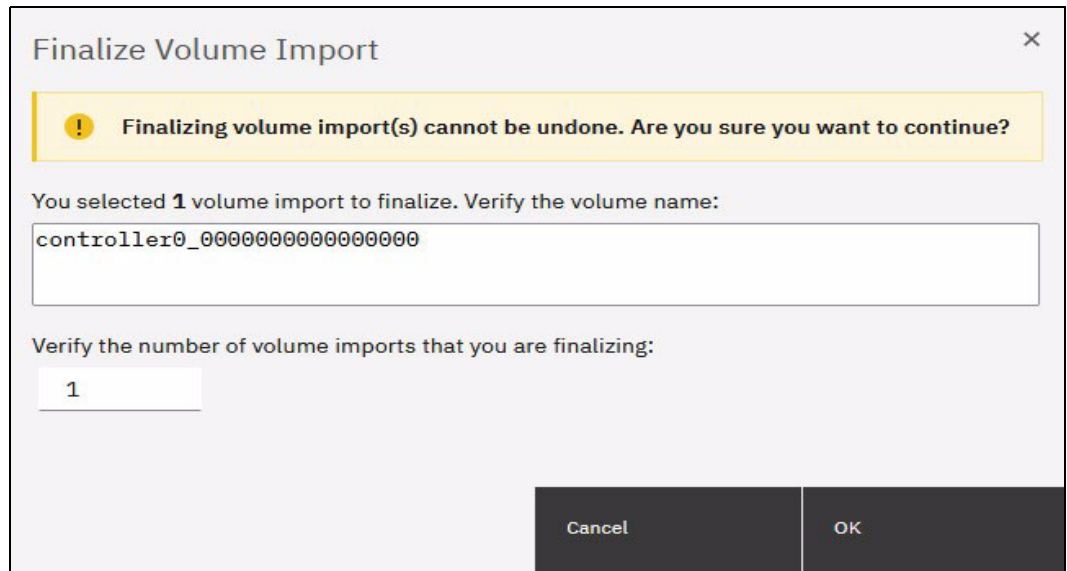 Finalize Volume Import
×
! Finalizing volume import(s) cannot be undone. Are you sure you want to continue?
You selected 1 volume import to finalize. Verify the volume name:
controller0_0000000000000000
Verify the number of volume imports that you are finalizing:
1
Cancel OK